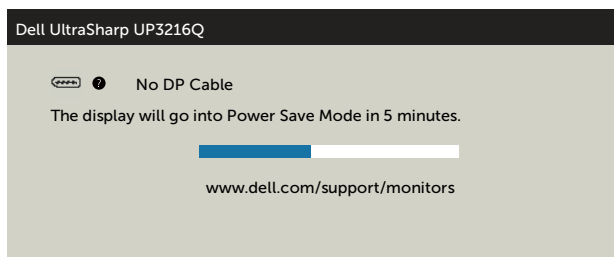 Dell UltraSharp UP3216Q
? No DP Cable
The display will go into Power Save Mode in 5 minutes.
www.dell.com/support/monitors